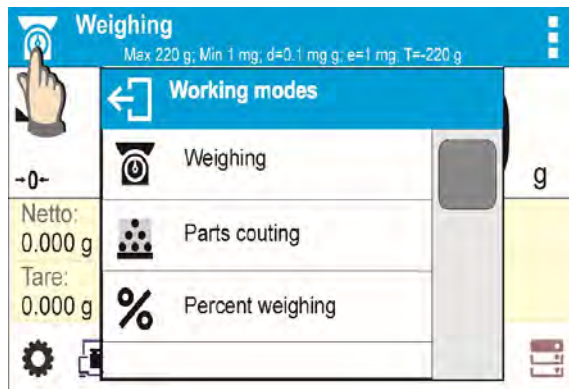 Weighing
Max 220 g; Min 1 mg; d=0.1 mg g; e=1 mg; T=-220 g
Working modes
Weighing
→0← g
Netto:
0.000 g
Parts couting
Tare:
0.000 g
Percent weighing